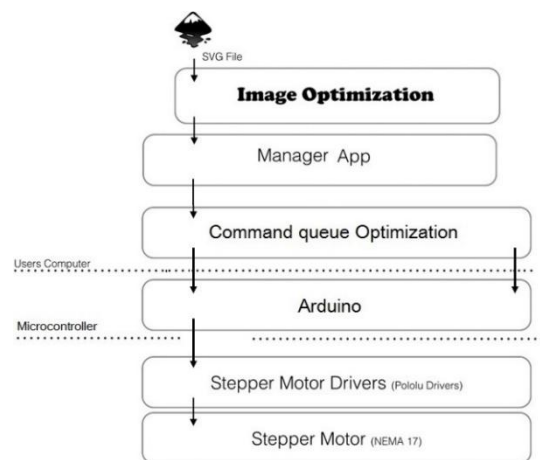 SVG File
Image Optimization
Manager App
Command queue Optimization
Users Computer
Arduino
Microcontroller
Stepper Motor Drivers (Pololu Drivers)
Stepper Motor (NEMA 17)